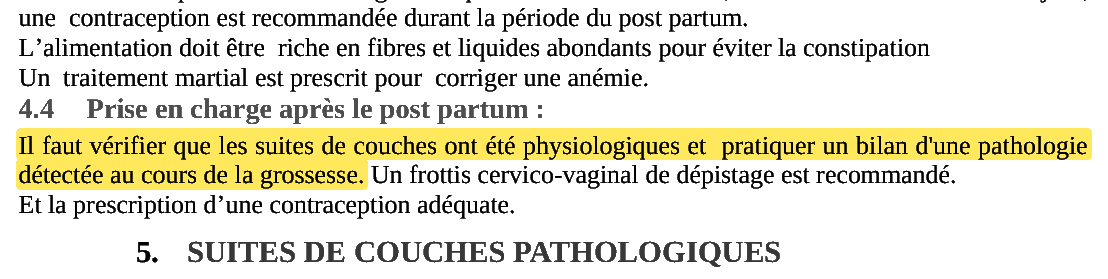 une contraception est recommandée durant la période du post partum.
L’alimentation doit être riche en fibres et liquides abondants pour éviter la constipation
Un traitement martial est prescrit pour corriger une anémie.
4.4 Prise en charge après le post partum :
Il faut vérifier que les suites de couches ont été physiologiques et pratiquer un bilan d'une pathologie
détectée au cours de la grossesse. Un frottis cervico-vaginal de dépistage est recommandé.
Et la prescription d’une contraception adéquate.
5. SUITES DE COUCHES PATHOLOGIQUES